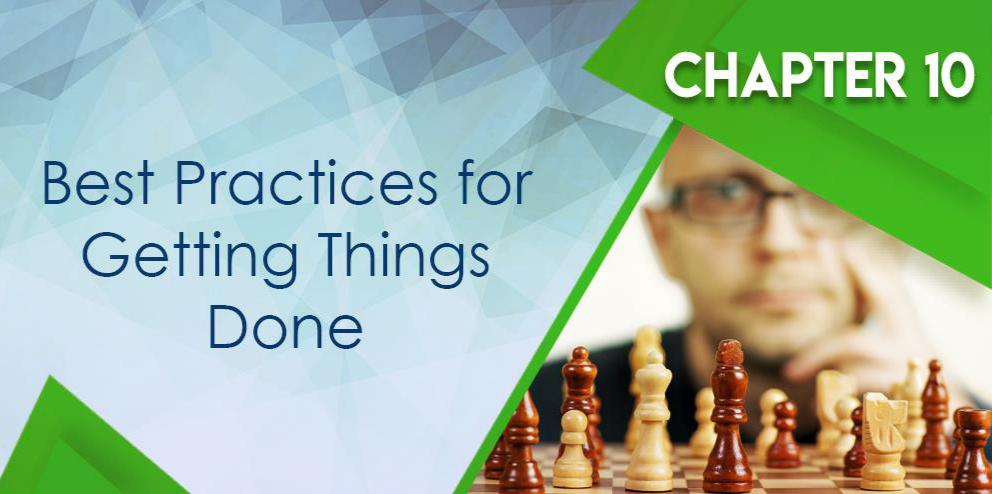 CHAPTER 10
Best Practices for
Getting Things
Done